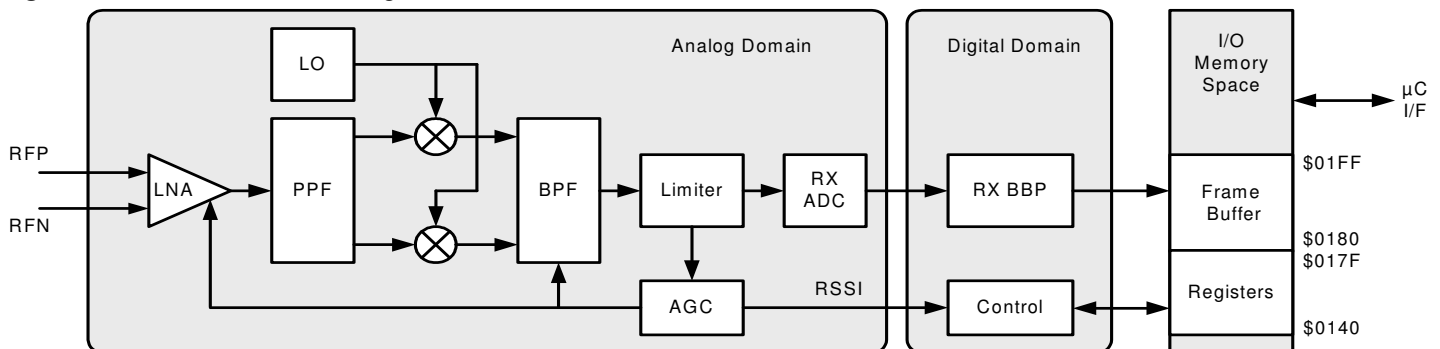 Analog Domain
Digital Domain
I/O
Memory
Space
LO
µC
I/F
RFP
RFN
LNA
PPF
BPF
Limiter
RX
ADC
RX BBP
Frame
Buffer
$01FF
$0180
$017F
AGC
RSSI
Control
Registers
$0140